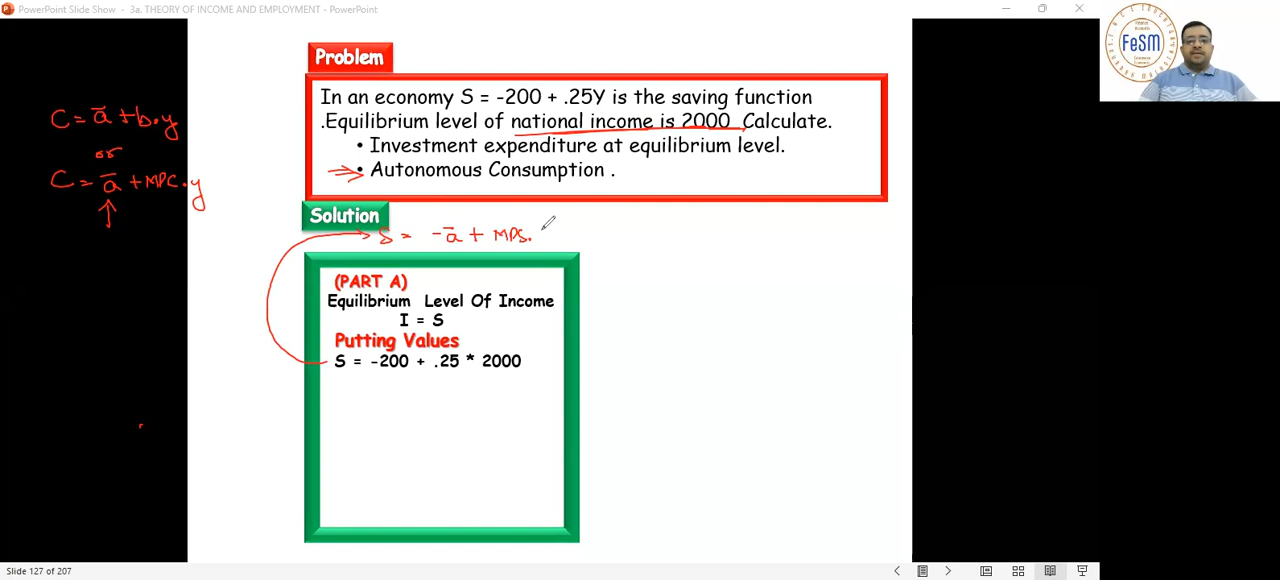 PowerPoint Slide Show - 3a. THEORY OF INCOME AND EMPLOYMENT - PowerPoint
FeSM
Problem
In an economy S = -200 + .25Y is the saving function
.Equilibrium level of national income is 2000 Calculate.
• Investment expenditure at equilibrium level.
• Autonomous Consumption .
C = a̅ + b.y
or
C = a̅ + MPC.y
Solution
S = -a̅ + MPS.
(PART A)
Equilibrium Level Of Income
I = S
Putting Values
S = -200 + .25 * 2000
Slide 127 of 207